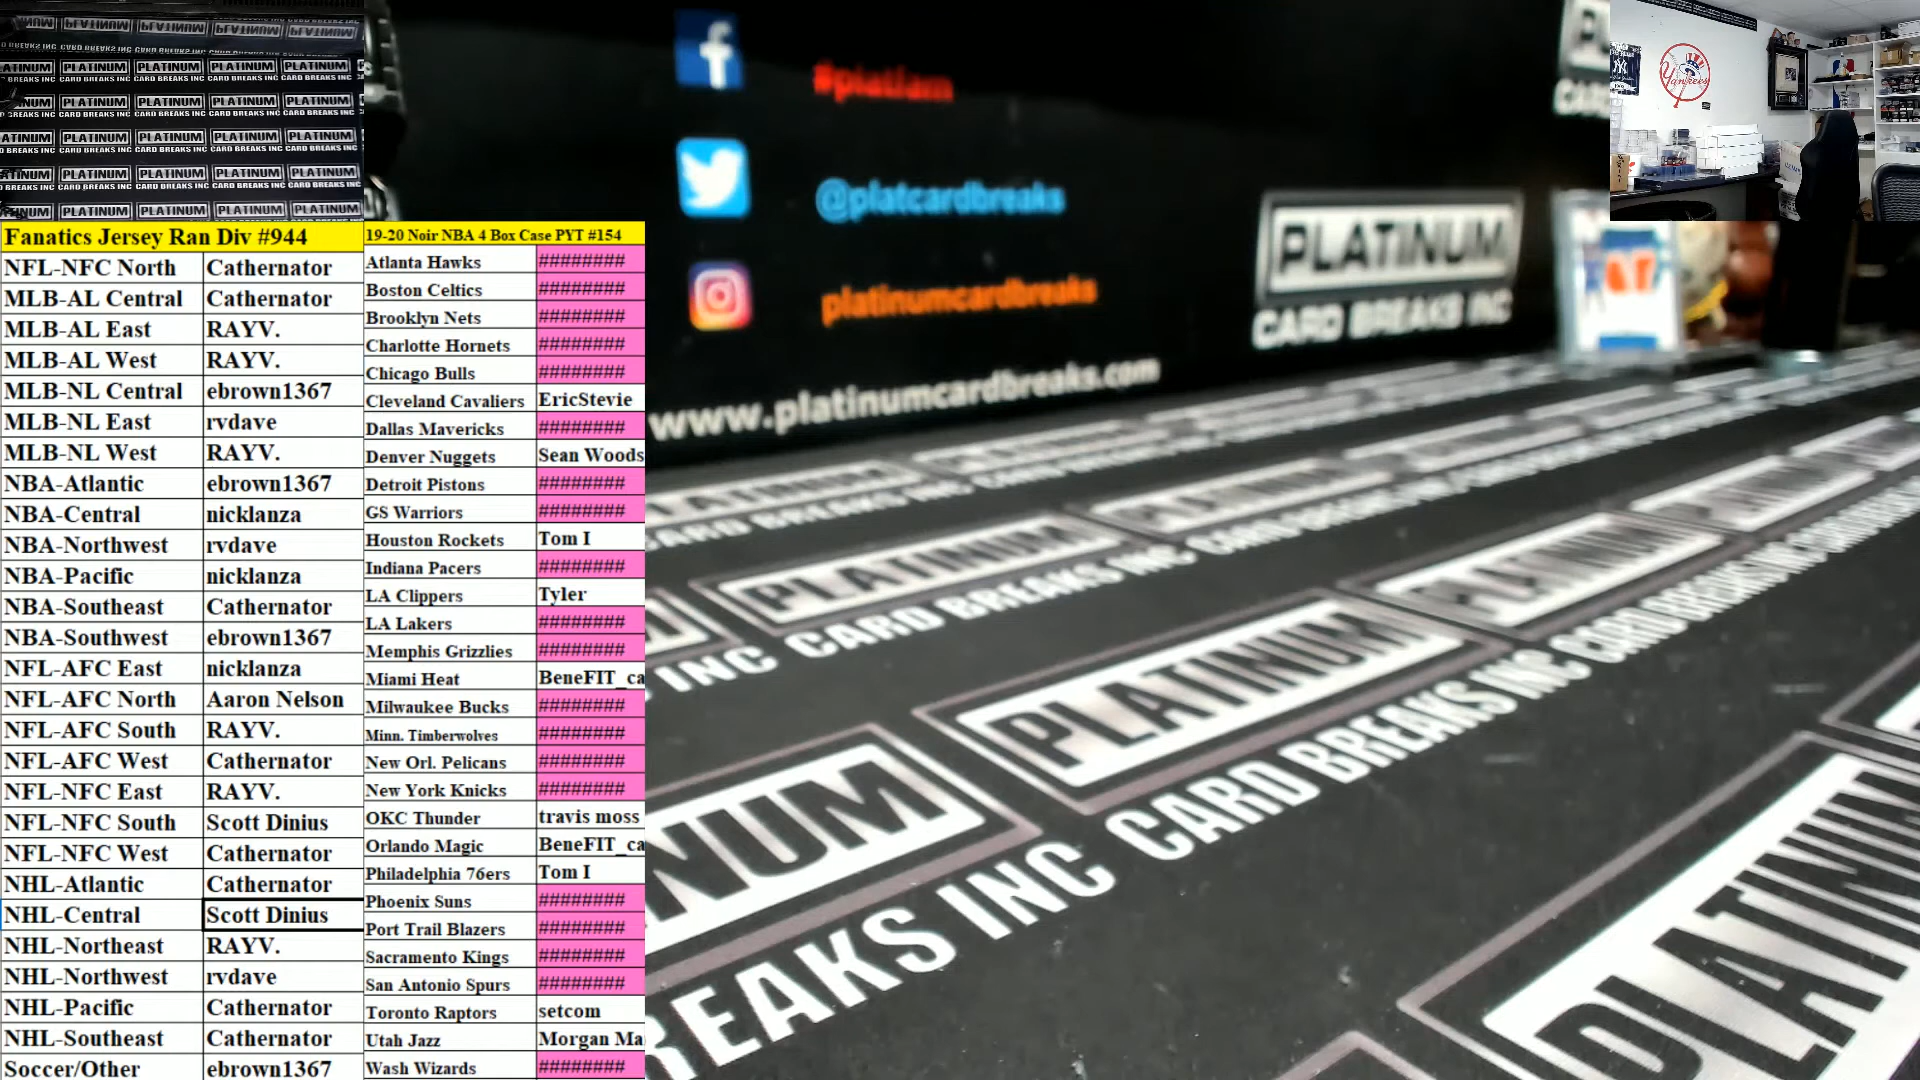 Fanatics Jersey Ran Div #944
NFL-NFC North Cathernator
MLB-AL Central Cathernator
MLB-AL East RAYV.
MLB-AL West RAYV.
MLB-NL Central ebrown1367
MLB-NL East rvdave
MLB-NL West RAYV.
NBA-Atlantic ebrown1367
NBA-Central nicklanza
NBA-Northwest rvdave
NBA-Pacific nicklanza
NBA-Southeast Cathernator
NBA-Southwest ebrown1367
NFL-AFC East nicklanza
NFL-AFC North Aaron Nelson
NFL-AFC South RAYV.
NFL-AFC West Cathernator
NFL-NFC East RAYV.
NFL-NFC South Scott Dinius
NFL-NFC West Cathernator
NHL-Atlantic Cathernator
NHL-Central Scott Dinius
NHL-Northeast RAYV.
NHL-Northwest rvdave
NHL-Pacific Cathernator
NHL-Southeast Cathernator
Soccer/Other ebrown1367
19-20 Noir NBA 4 Box Case PYT #154
Atlanta Hawks ########
Boston Celtics ########
Brooklyn Nets ########
Charlotte Hornets ########
Chicago Bulls ########
Cleveland Cavaliers EricStevie
Dallas Mavericks ########
Denver Nuggets Sean Woods
Detroit Pistons ########
GS Warriors ########
Houston Rockets Tom I
Indiana Pacers ########
LA Clippers Tyler
LA Lakers ########
Memphis Grizzlies ########
Miami Heat BeneFIT_ca
Milwaukee Bucks ########
Minn. Timberwolves ########
New Orl. Pelicans ########
New York Knicks ########
OKC Thunder travis moss
Orlando Magic BeneFIT_ca
Philadelphia 76ers Tom I
Phoenix Suns ########
Port Trail Blazers ########
Sacramento Kings ########
San Antonio Spurs ########
Toronto Raptors setcom
Utah Jazz Morgan Ma
Wash Wizards ########
#platfam
@platcardbreaks
platinumcardbreaks
www.platinumcardbreaks.com
PLATINUM
CARD BREAKS INC
Yankees